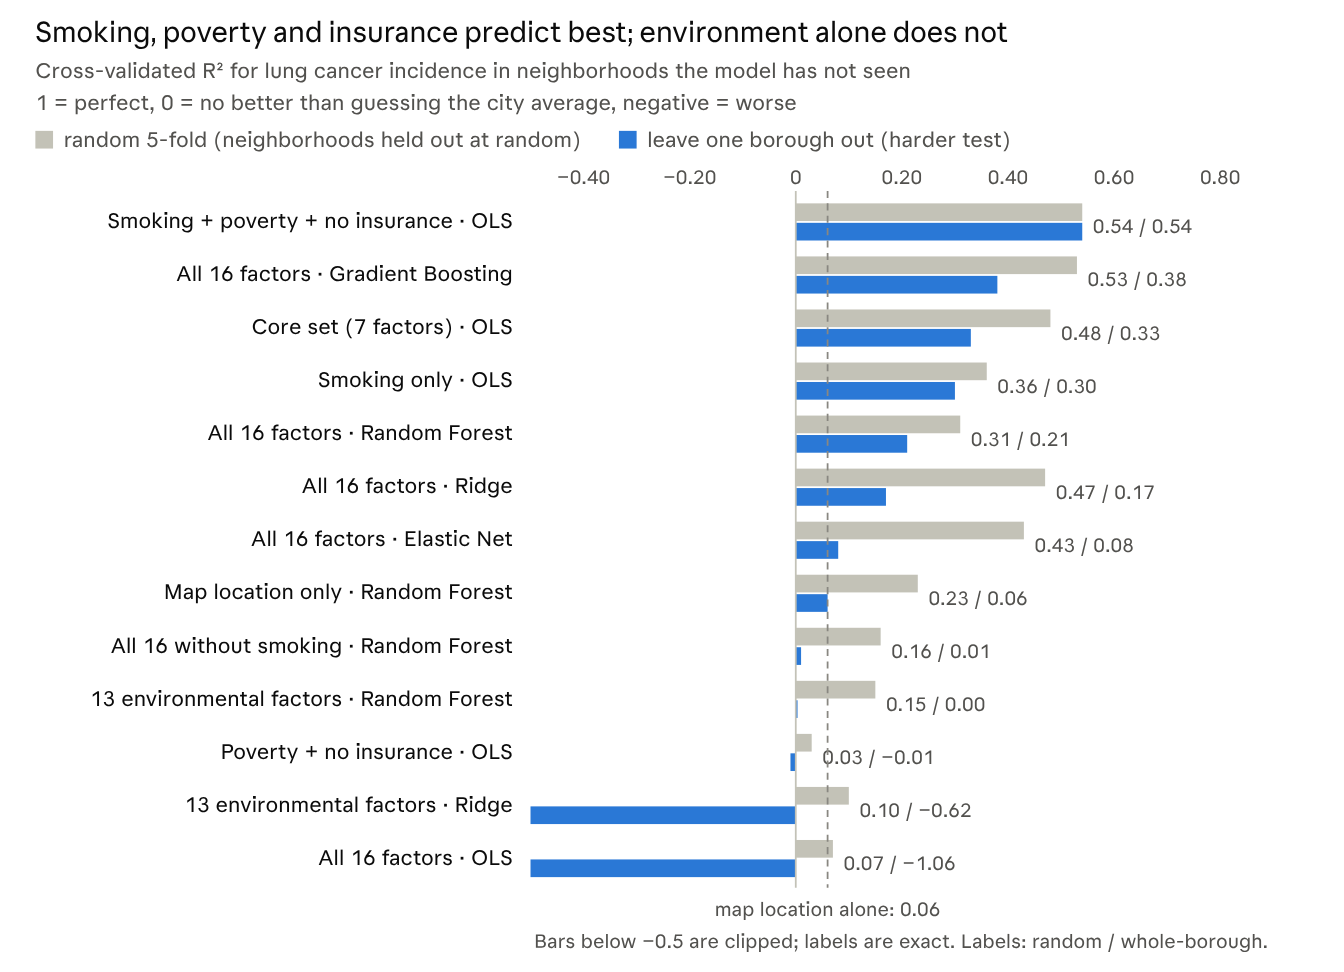 Smoking, poverty and insurance predict best; environment alone does not
Cross-validated R² for lung cancer incidence in neighborhoods the model has not seen
1 = perfect, 0 = no better than guessing the city average, negative = worse
random 5-fold (neighborhoods held out at random) leave one borough out (harder test)
−0.40 −0.20 0 0.20 0.40 0.60 0.80
Smoking + poverty + no insurance · OLS 0.54 / 0.54
All 16 factors · Gradient Boosting 0.53 / 0.38
Core set (7 factors) · OLS 0.48 / 0.33
Smoking only · OLS 0.36 / 0.30
All 16 factors · Random Forest 0.31 / 0.21
All 16 factors · Ridge 0.47 / 0.17
All 16 factors · Elastic Net 0.43 / 0.08
Map location only · Random Forest 0.23 / 0.06
All 16 without smoking · Random Forest 0.16 / 0.01
13 environmental factors · Random Forest 0.15 / 0.00
Poverty + no insurance · OLS 0.03 / −0.01
13 environmental factors · Ridge 0.10 / −0.62
All 16 factors · OLS 0.07 / −1.06
map location alone: 0.06
Bars below −0.5 are clipped; labels are exact. Labels: random / whole-borough.